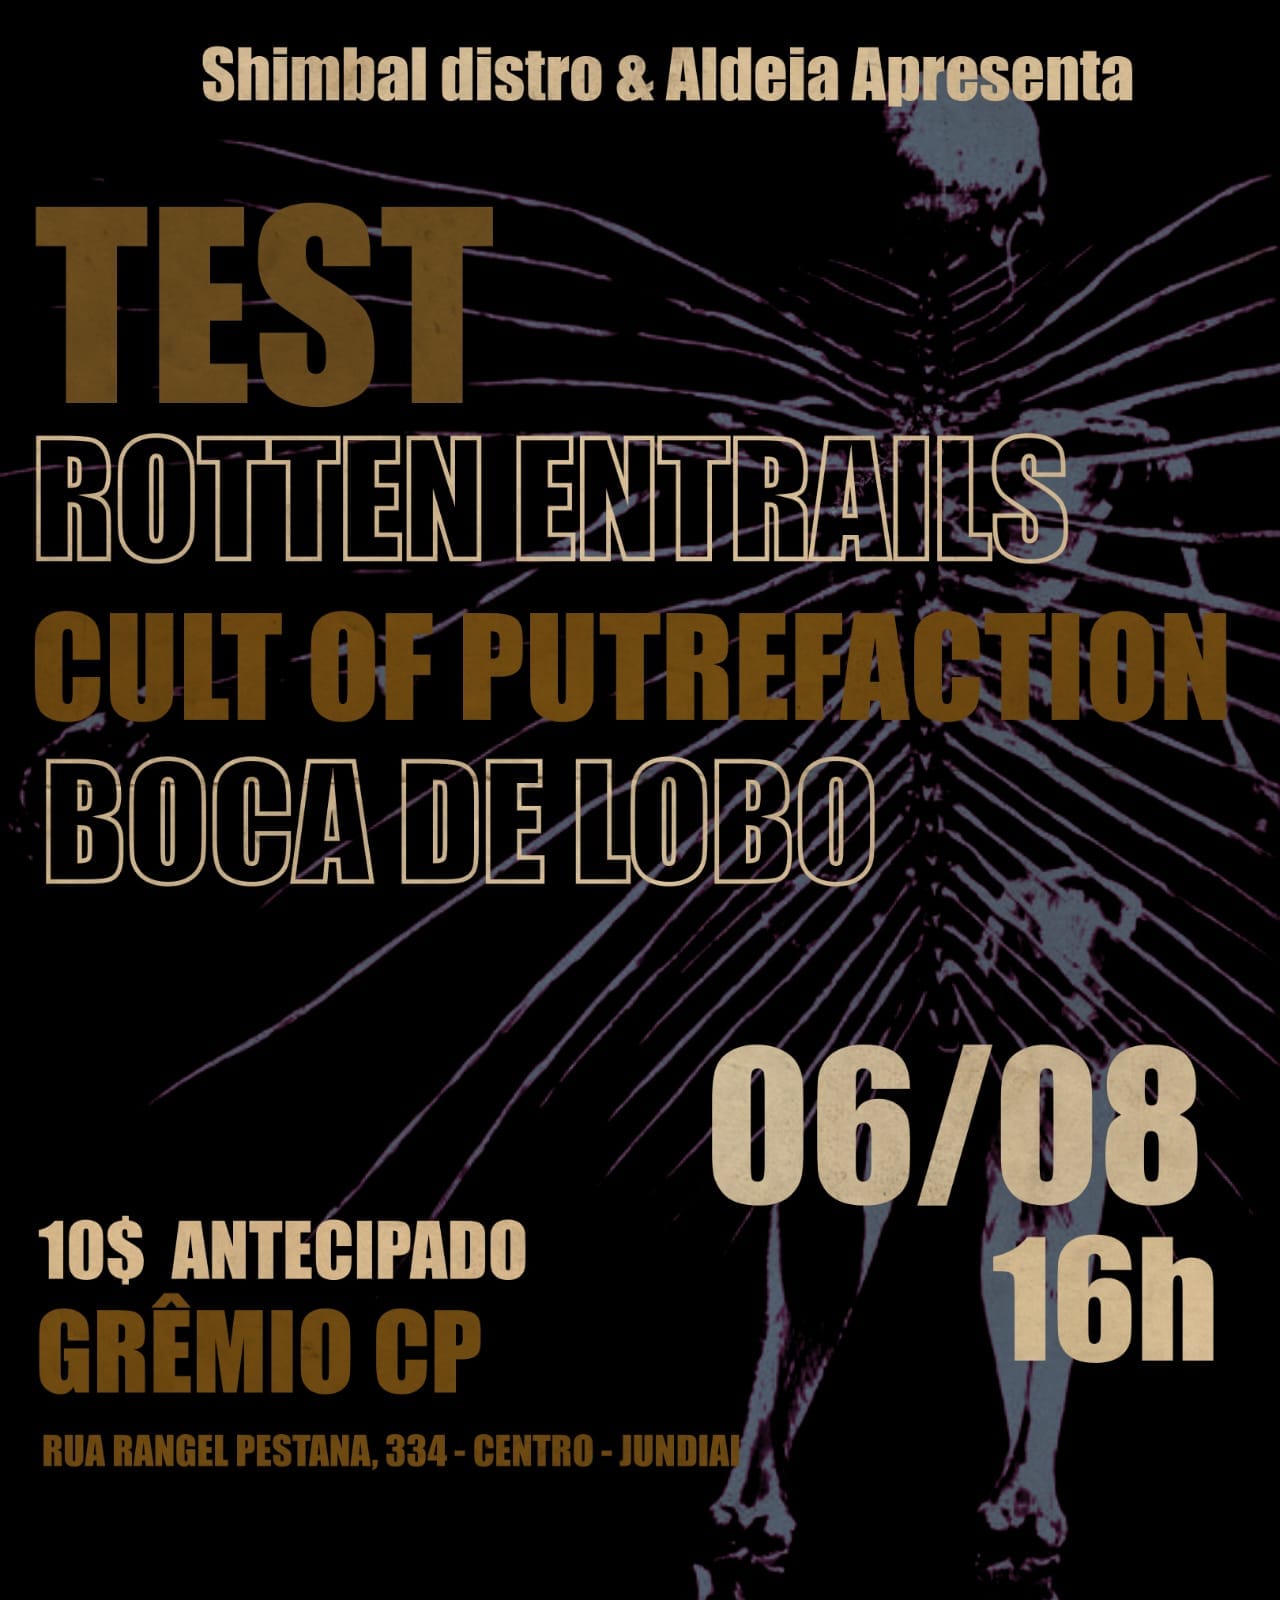 Shimbal distro & Aldeia Apresenta
TEST
ROTTEN ENTRAILS
CULT OF PUTREFACTION
BOCA DE LOBO
06/08
16h
10$ ANTECIPADO
GRÊMIO CP
RUA RANGEL PESTANA, 334 - CENTRO - JUNDIAI